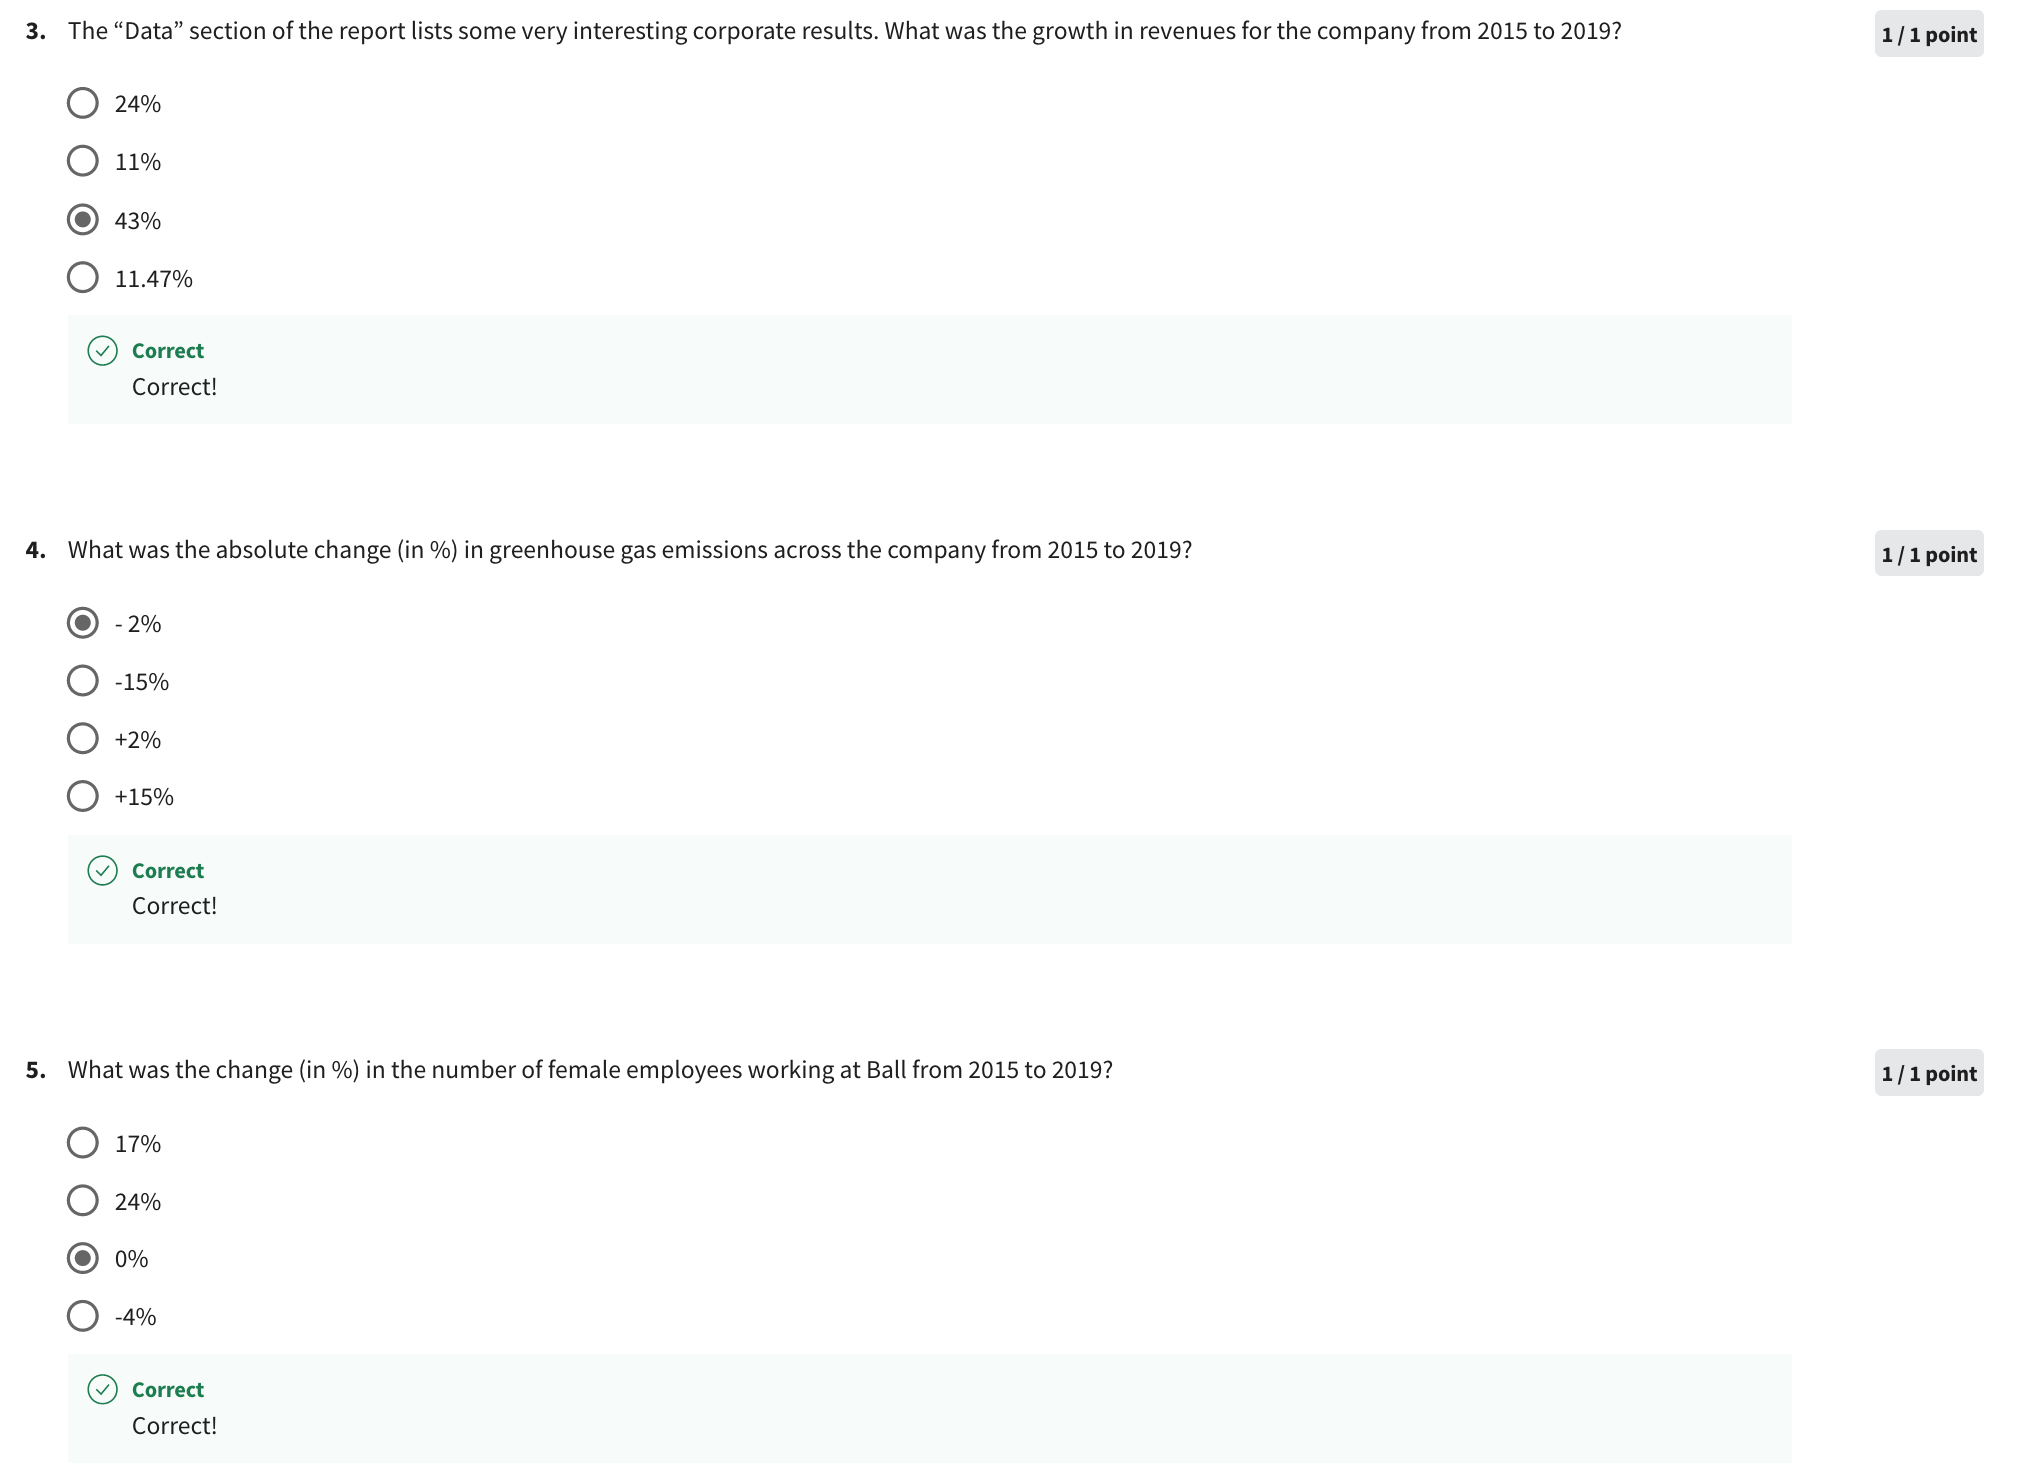 3. The “Data” section of the report lists some very interesting corporate results. What was the growth in revenues for the company from 2015 to 2019?
1 / 1 point
24%
11%
43%
11.47%
Correct
Correct!
4. What was the absolute change (in %) in greenhouse gas emissions across the company from 2015 to 2019?
1 / 1 point
- 2%
-15%
+2%
+15%
Correct
Correct!
5. What was the change (in %) in the number of female employees working at Ball from 2015 to 2019?
1 / 1 point
17%
24%
0%
-4%
Correct
Correct!